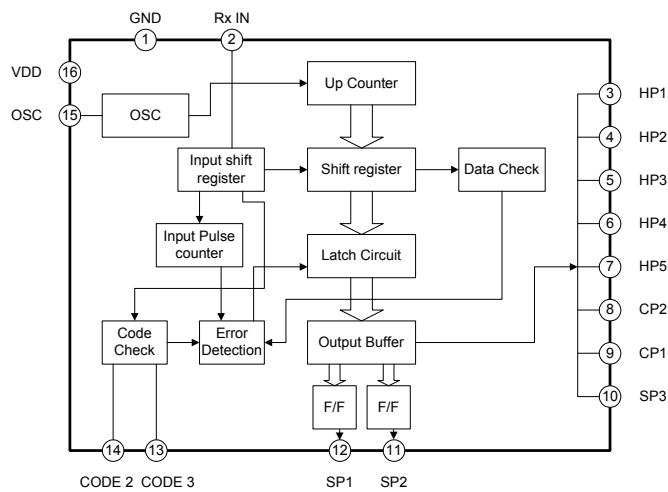 GND
Rx IN
1
2
VDD
16
Up Counter
3
HP1
OSC
15
OSC
4
HP2
Input shift
register
Shift register
Data Check
5
HP3
6
HP4
Input Pulse
counter
Latch Circuit
7
HP5
8
CP2
Code
Check
Error
Detection
Output Buffer
9
CP1
F/F
F/F
10
SP3
14
13
12
11
CODE 2
CODE 3
SP1
SP2